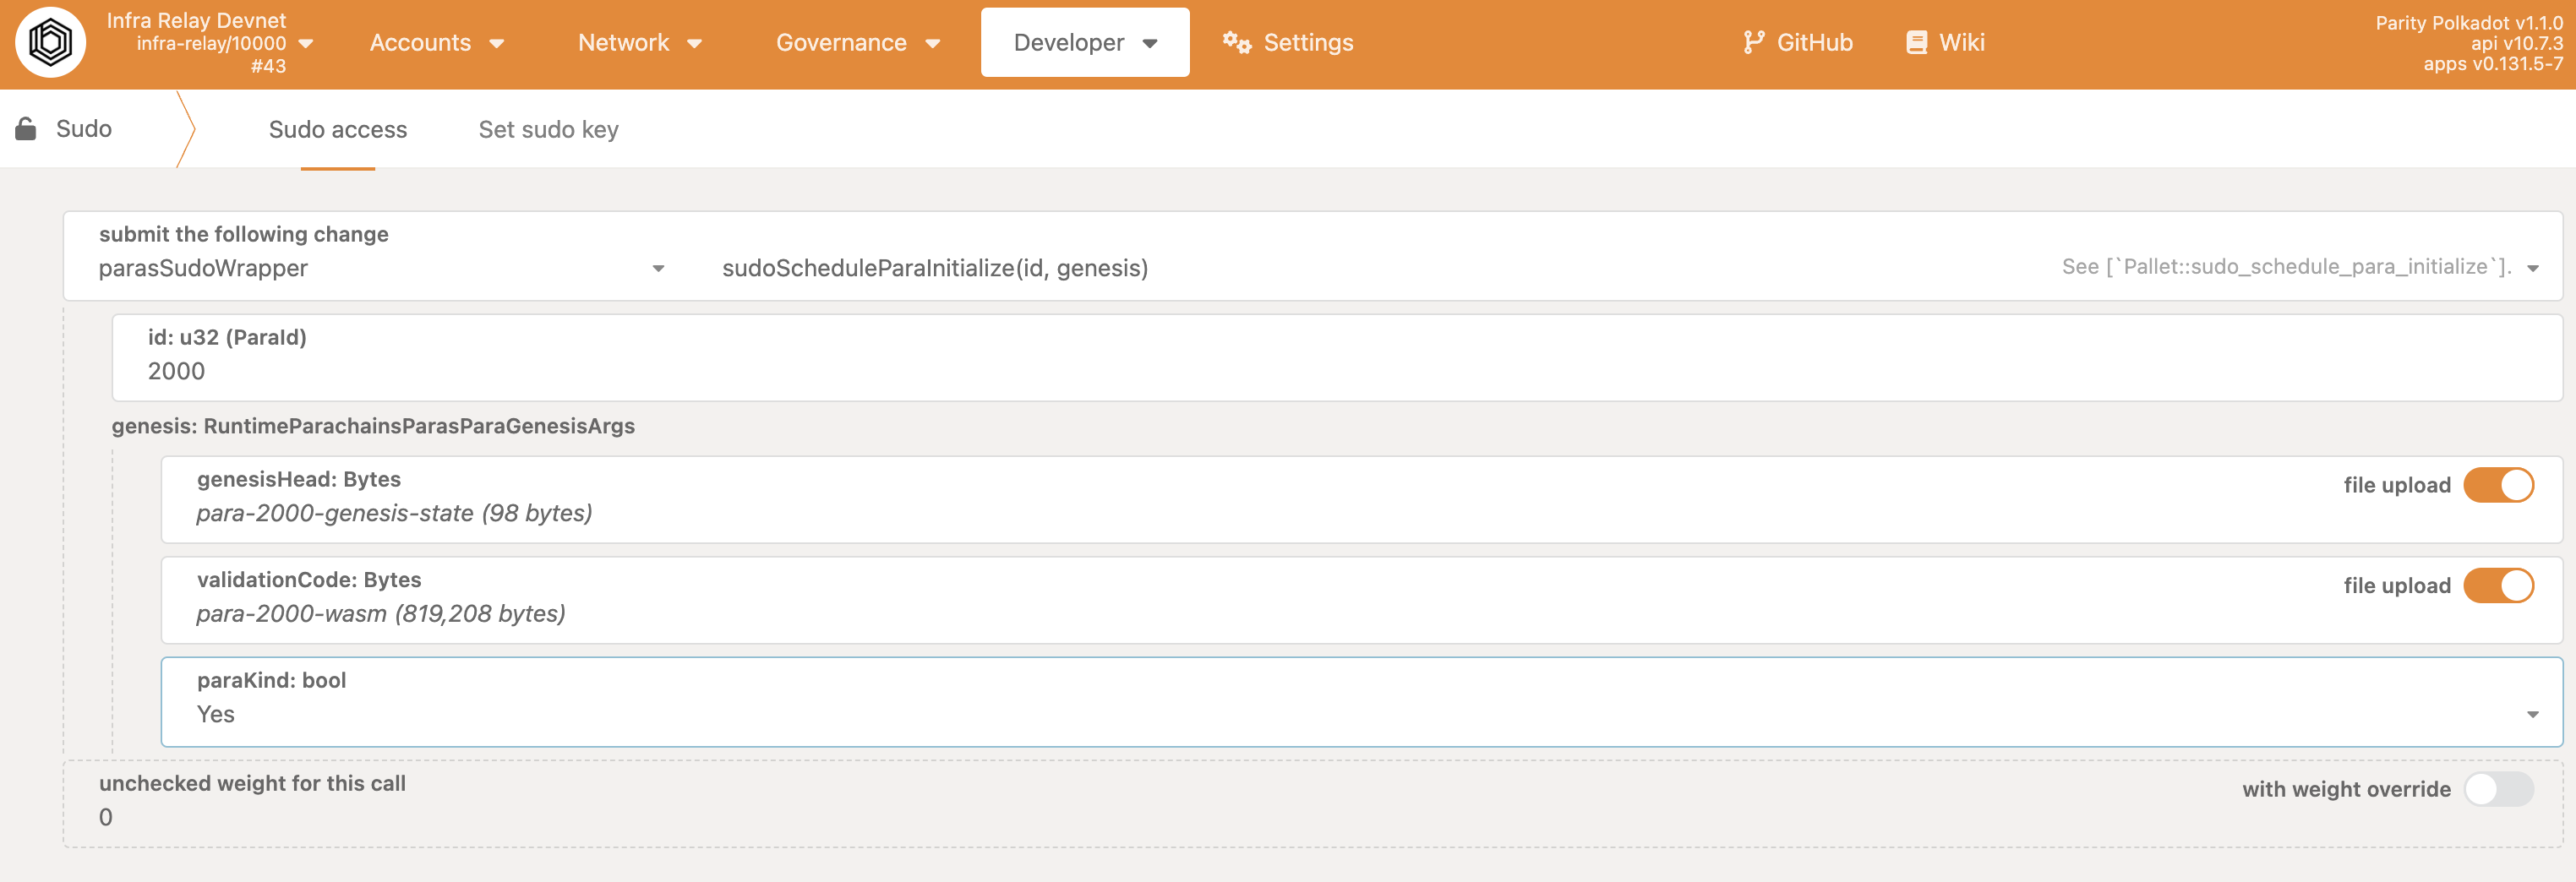 Infra Relay Devnet
infra-relay/10000
#43
Accounts
Network
Governance
Developer
Settings
GitHub
Wiki
Parity Polkadot v1.1.0
api v10.7.3
apps v0.131.5-7
Sudo
Sudo access
Set sudo key
submit the following change
parasSudoWrapper
sudoScheduleParaInitialize(id, genesis)
See [`Pallet::sudo_schedule_para_initialize`].
id: u32 (ParaId)
2000
genesis: RuntimeParachainsParasParaGenesisArgs
genesisHead: Bytes
para-2000-genesis-state (98 bytes)
file upload
validationCode: Bytes
para-2000-wasm (819,208 bytes)
file upload
paraKind: bool
Yes
unchecked weight for this call
0
with weight override